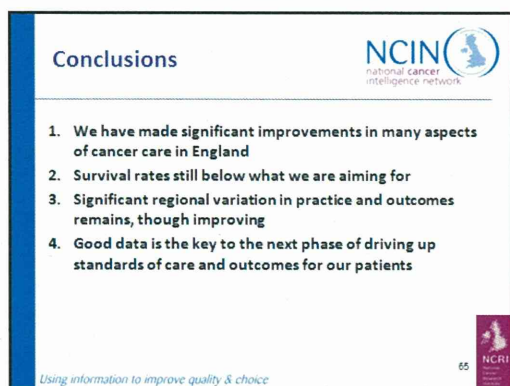 Conclusions
NCIN
national cancer
intelligence network
1. We have made significant improvements in many aspects
of cancer care in England
2. Survival rates still below what we are aiming for
3. Significant regional variation in practice and outcomes
remains, though improving
4. Good data is the key to the next phase of driving up
standards of care and outcomes for our patients
65
NCRI
National
Cancer
Research
Using information to improve quality & choice